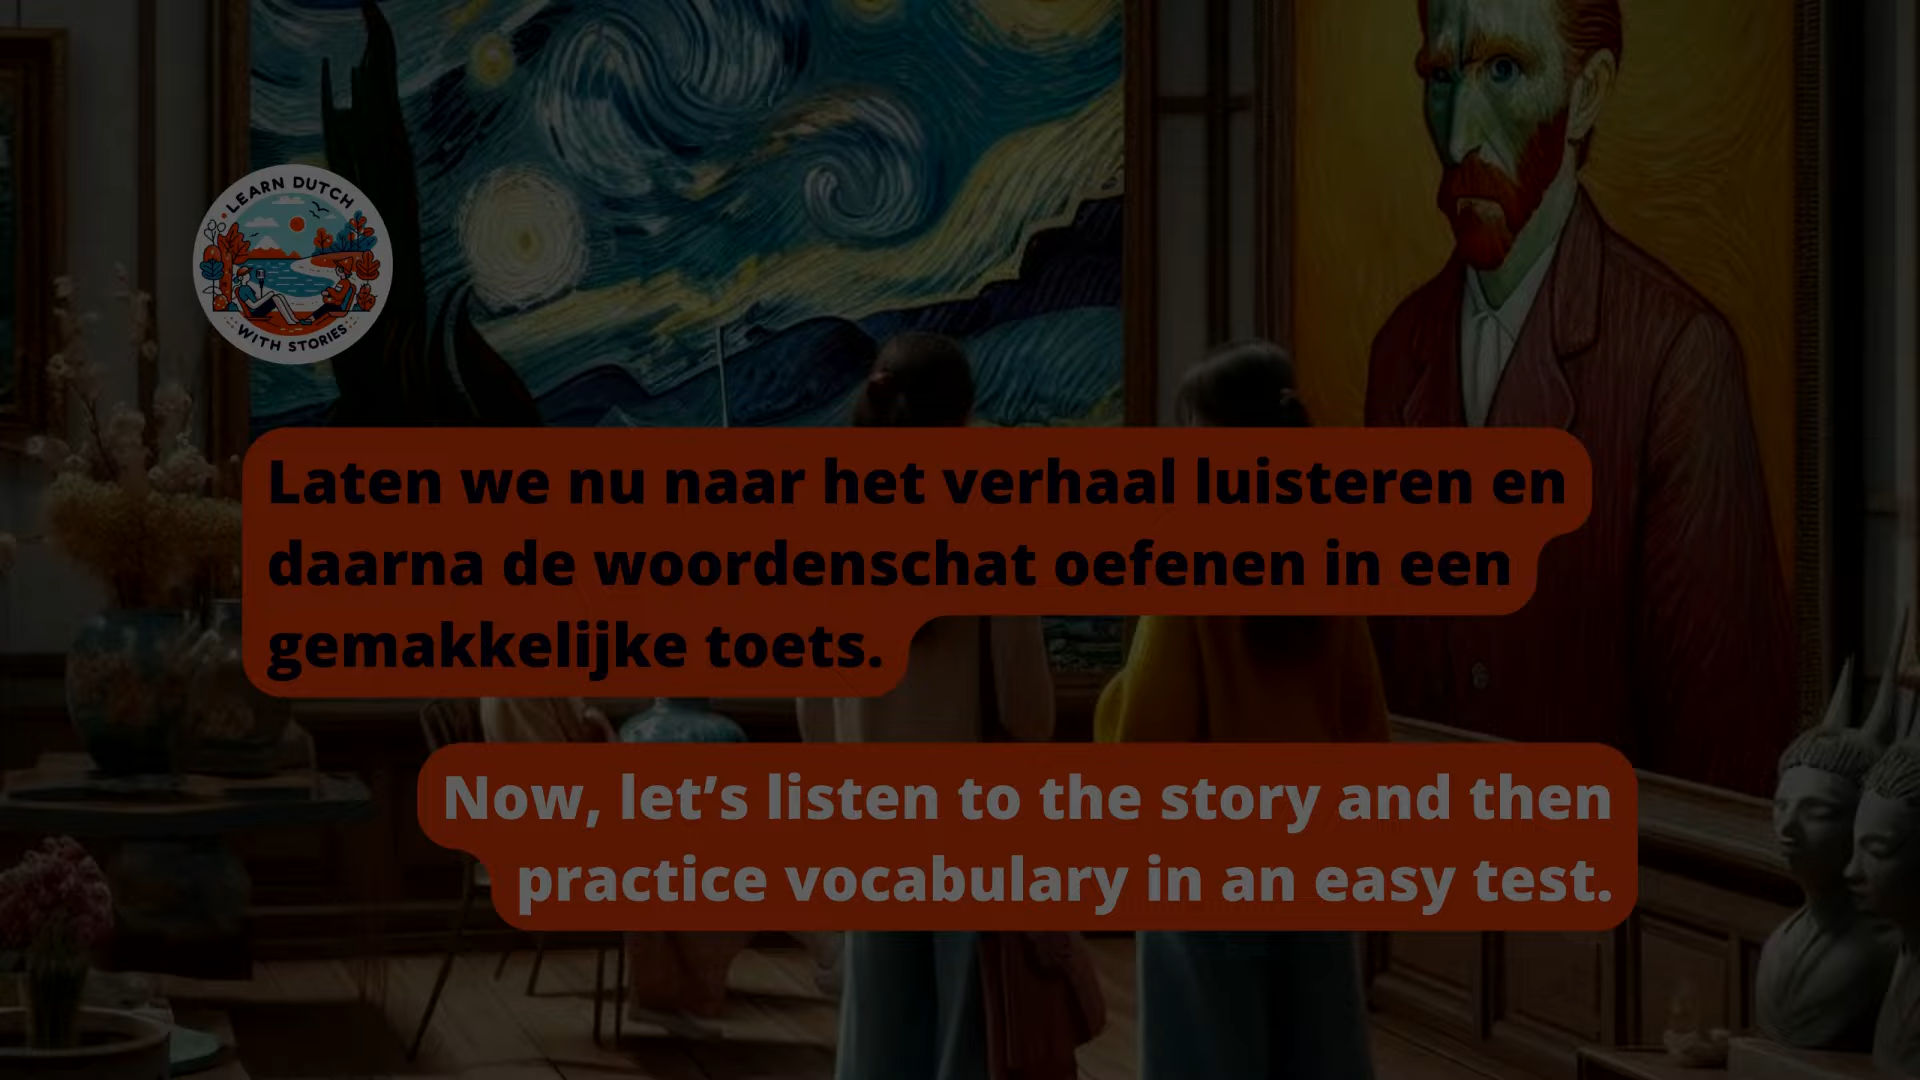 LEARN DUTCH
WITH STORIES
Laten we nu naar het verhaal luisteren en
daarna de woordenschat oefenen in een
gemakkelijke toets.
Now, let’s listen to the story and then
practice vocabulary in an easy test.